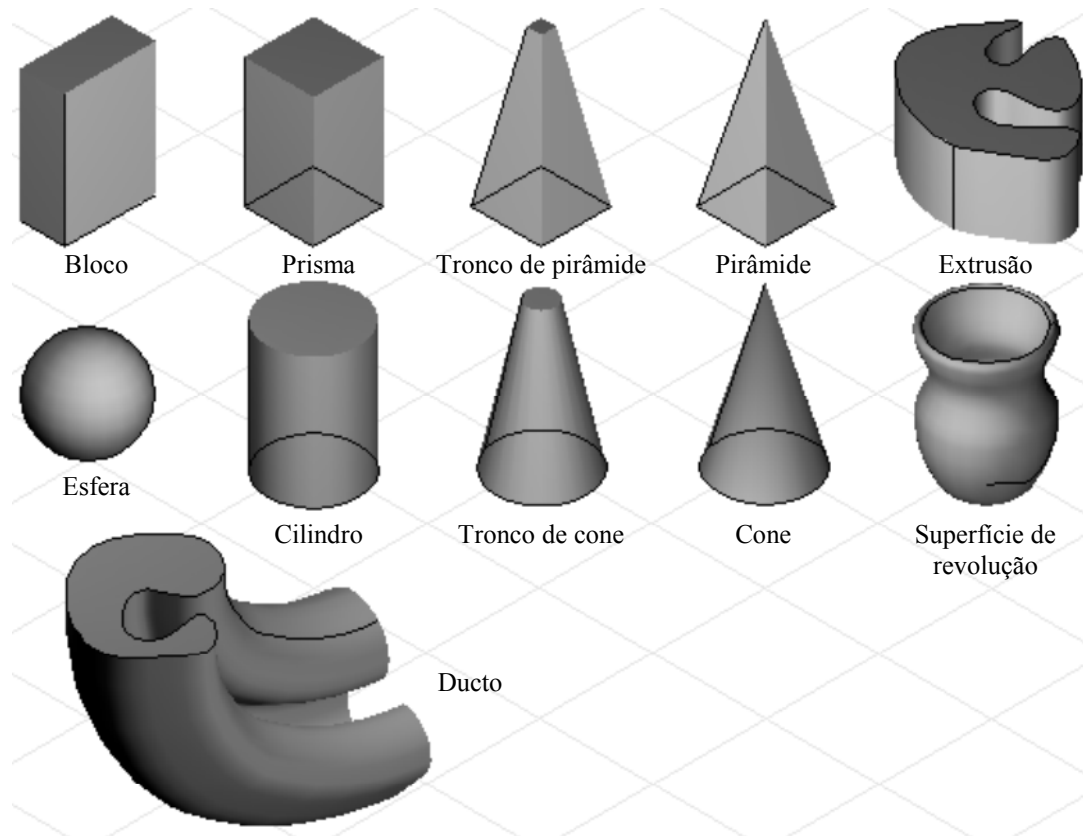 Bloco
Prisma
Tronco de pirâmide
Pirâmide
Extrusão
Esfera
Cilindro
Tronco de cone
Cone
Superfície de
revolução
Ducto